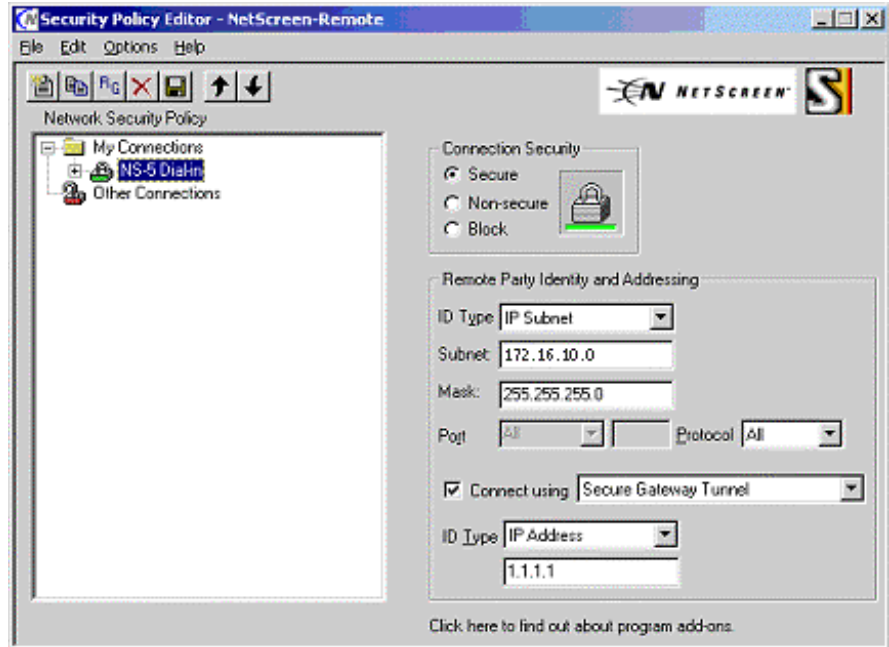 Security Policy Editor - NetScreen-Remote
File Edit Options Help
NETSCREEN
Network Security Policy
My Connections
NS-5 Dial-in
Other Connections
Connection Security
Secure
Non-secure
Block
Remote Party Identity and Addressing
ID Type IP Subnet
Subnet: 172.16.10.0
Mask: 255.255.255.0
Port All Protocol All
Connect using Secure Gateway Tunnel
ID Type IP Address
1.1.1.1
Click here to find out about program add-ons.